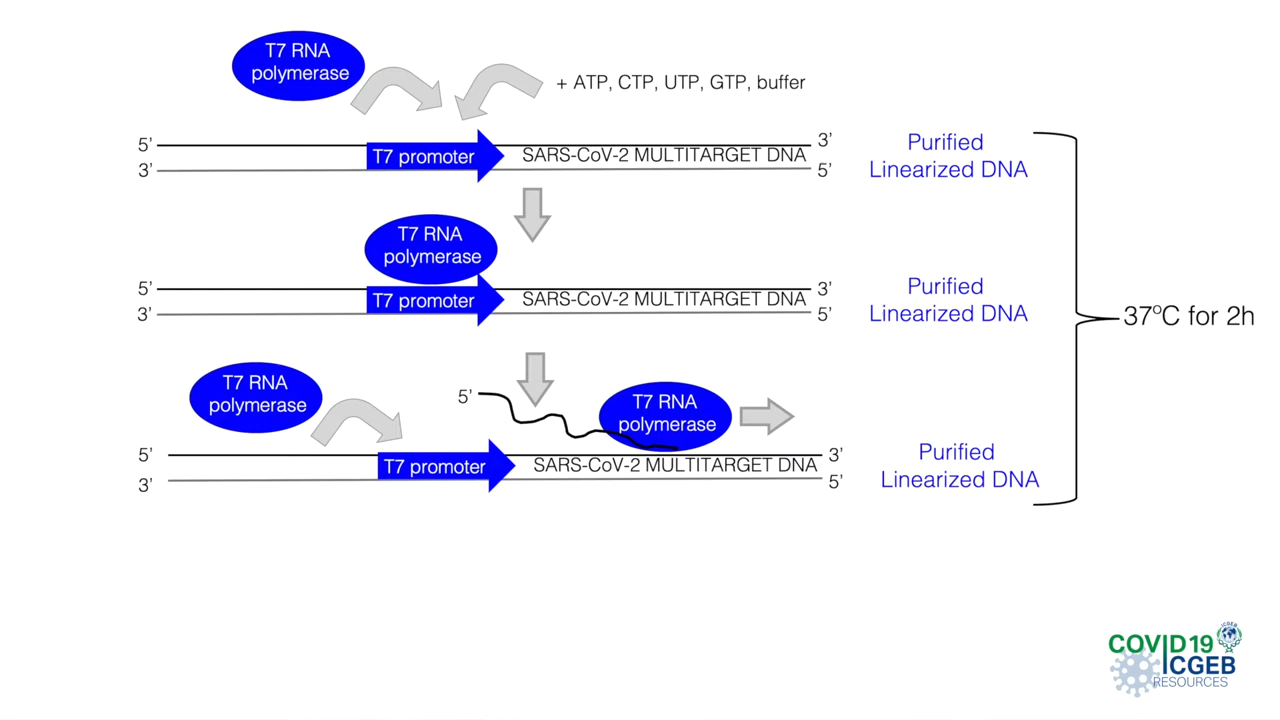 T7 RNA
polymerase
+ ATP, CTP, UTP, GTP, buffer
5’
3’
T7 promoter
SARS-CoV-2 MULTITARGET DNA
3’
5’
Purified
Linearized DNA
T7 RNA
polymerase
5’
3’
T7 promoter
SARS-CoV-2 MULTITARGET DNA
3’
5’
Purified
Linearized DNA
37°C for 2h
T7 RNA
polymerase
5’
T7 RNA
polymerase
5’
3’
T7 promoter
SARS-CoV-2 MULTITARGET DNA
3’
5’
Purified
Linearized DNA
ICGEB
COVID19
ICGEB
RESOURCES